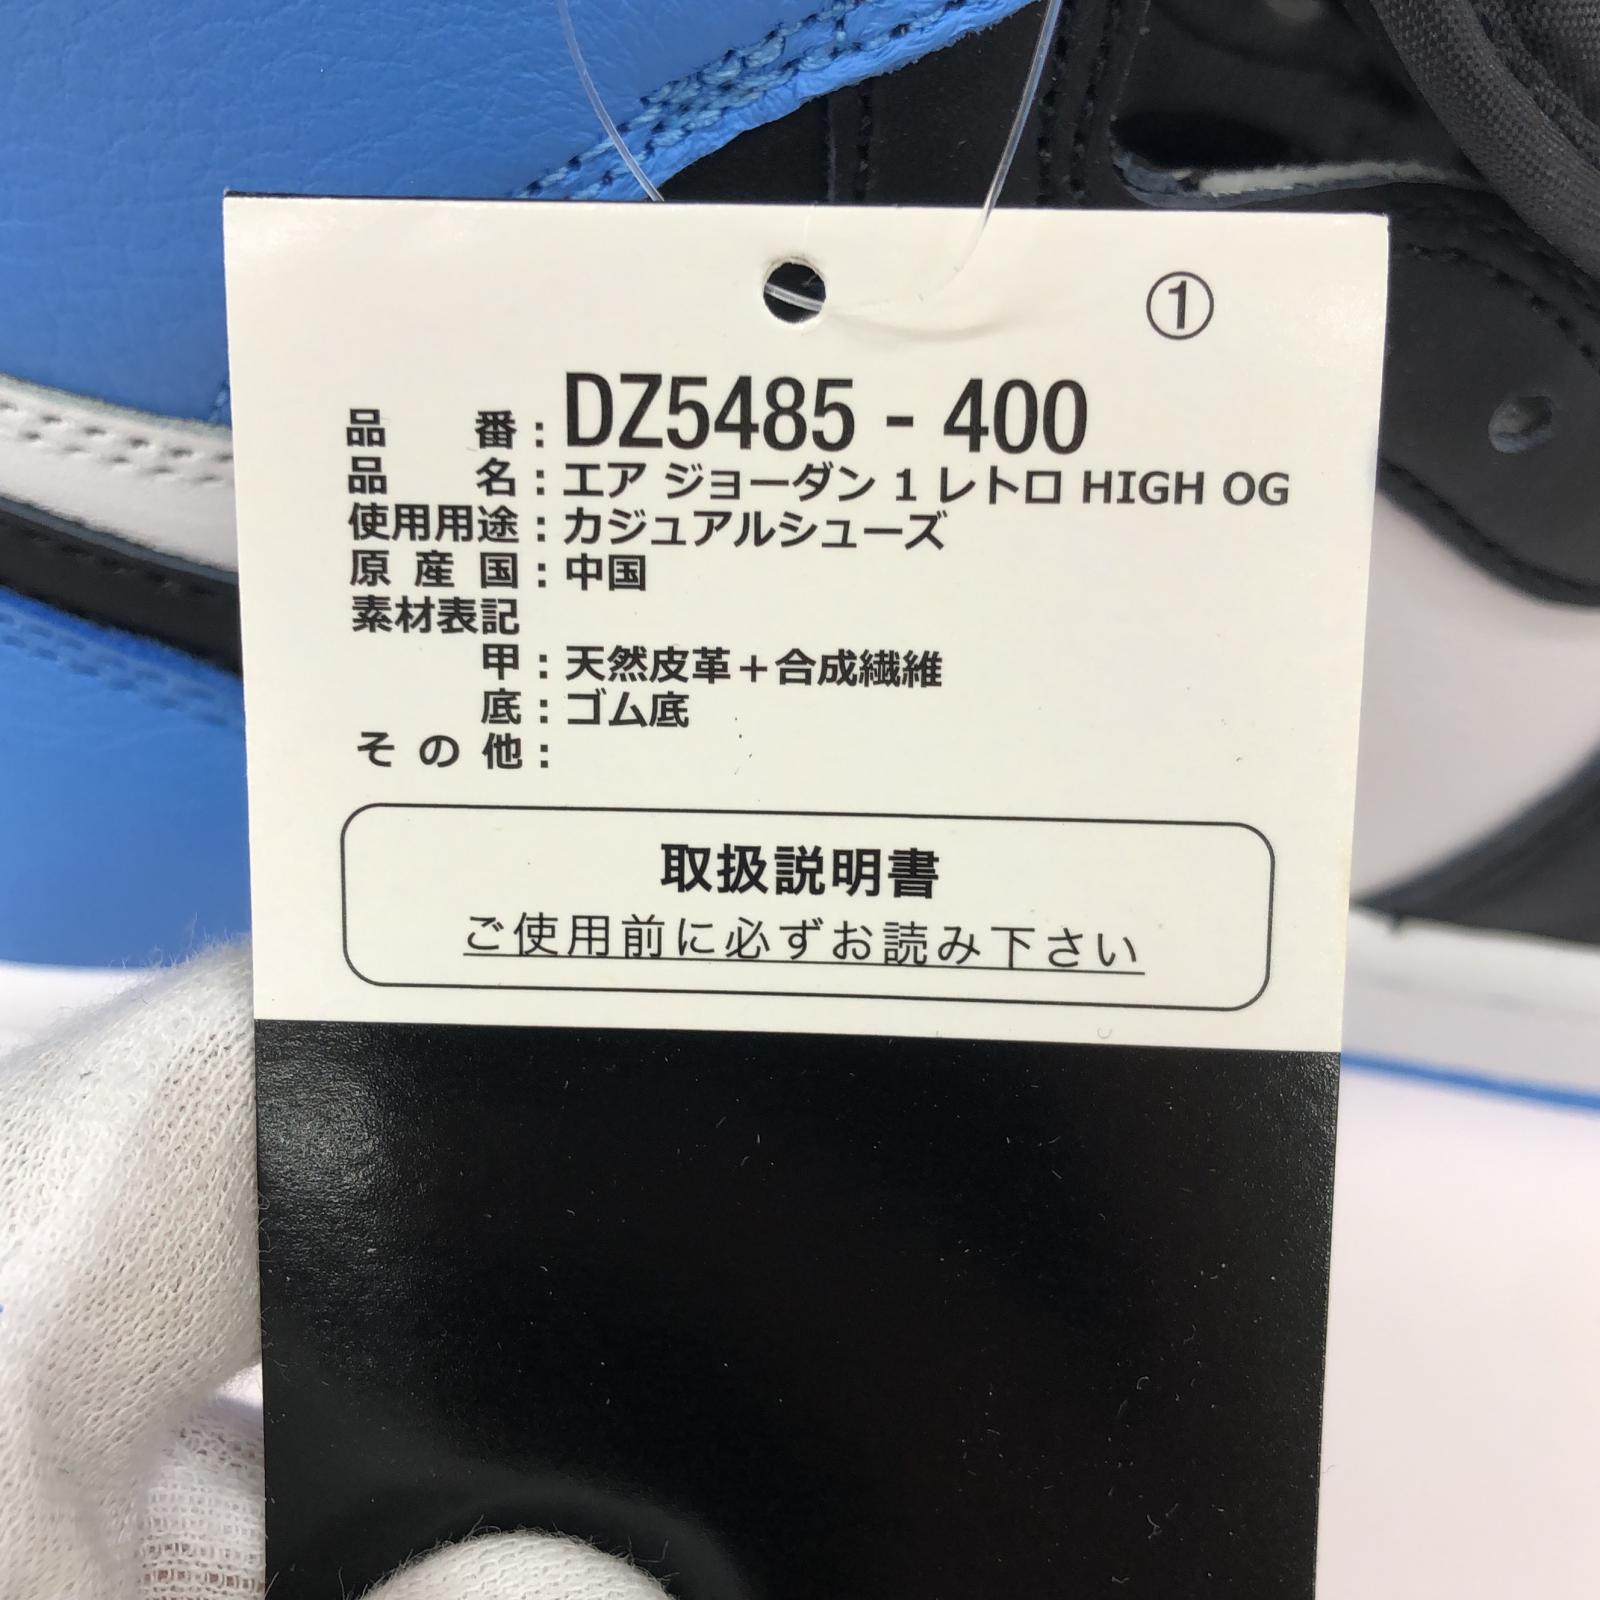 ①
品番：DZ5485 - 400
品名：エア ジョーダン 1 レトロ HIGH OG
使用用途：カジュアルシューズ
原産国：中国
素材表記
甲：天然皮革＋合成繊維
底：ゴム底
その他：
取扱説明書
ご使用前に必ずお読み下さい